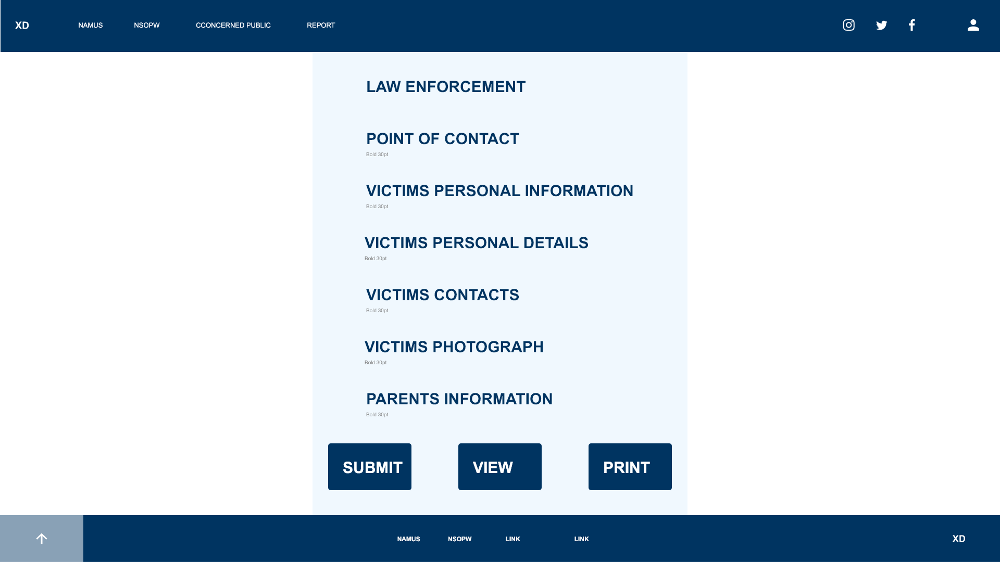 XD NAMUS NSOPW CCONCERNED PUBLIC REPORT
LAW ENFORCEMENT
POINT OF CONTACT
Bold 30pt
VICTIMS PERSONAL INFORMATION
Bold 30pt
VICTIMS PERSONAL DETAILS
Bold 30pt
VICTIMS CONTACTS
Bold 30pt
VICTIMS PHOTOGRAPH
Bold 30pt
PARENTS INFORMATION
Bold 30pt
SUBMIT VIEW PRINT
NAMUS NSOPW LINK LINK XD